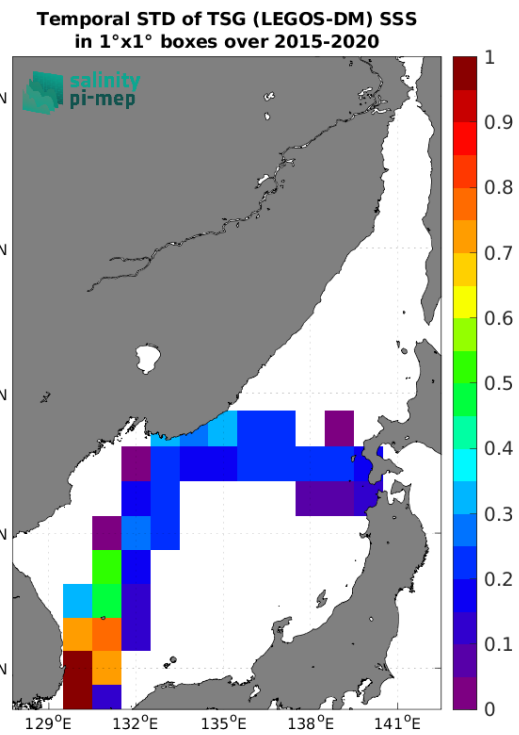 Temporal STD of TSG (LEGOS-DM) SSS
in 1°x1° boxes over 2015-2020
salinity
pi-mep
N
N
N
N
N
1
0.9
0.8
0.7
0.6
0.5
0.4
0.3
0.2
0.1
0
129°E 132°E 135°E 138°E 141°E